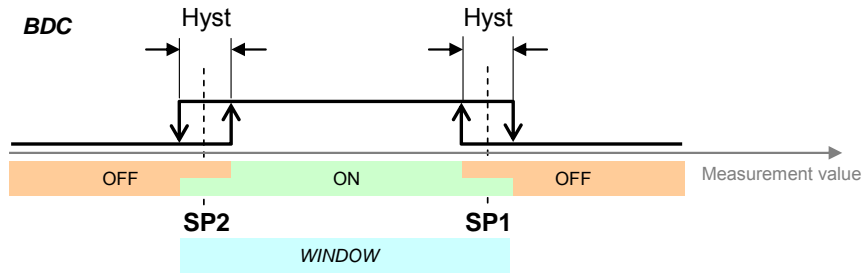 BDC
Hyst
Hyst
OFF
ON
OFF
Measurement value
SP2
SP1
WINDOW